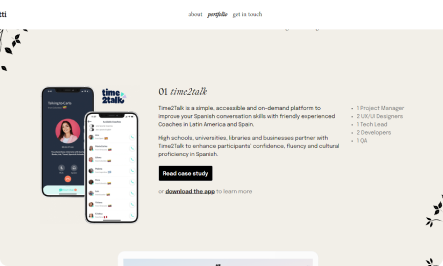 tti
about portfolio get in touch
time
2talk
01 time2talk
Time2Talk is a simple, accessible and on-demand platform to
improve your Spanish conversation skills with friendly experienced
Coaches in Latin America and Spain.
High schools, universities, libraries and businesses partner with
Time2Talk to enhance participants' confidence, fluency and cultural
proficiency in Spanish.
Read case study
or download the app to learn more
1 Project Manager
2 UX/UI Designers
1 Tech Lead
2 Developers
1 QA